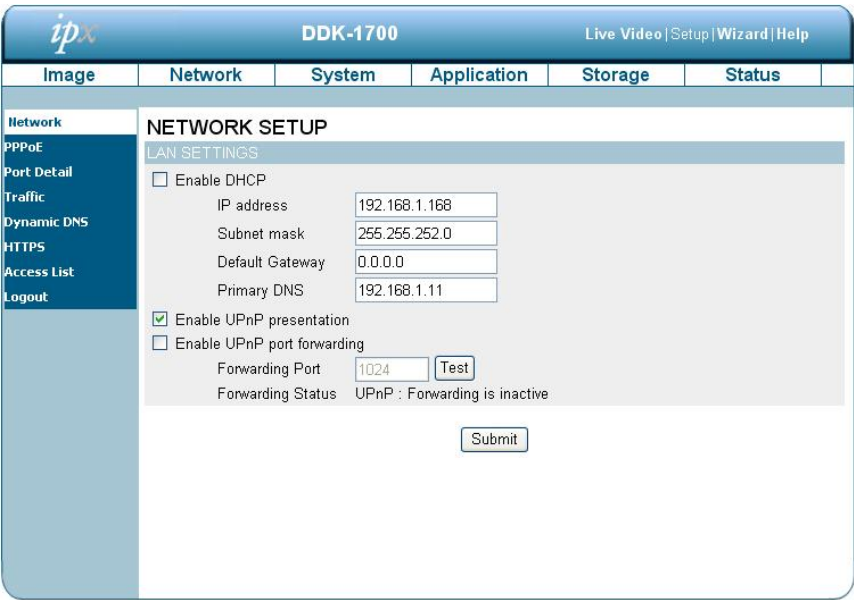 ipx DDK-1700 Live Video | Setup | Wizard | Help
Image Network System Application Storage Status
Network
PPPoE
Port Detail
Traffic
Dynamic DNS
HTTPS
Access List
Logout
NETWORK SETUP
LAN SETTINGS
Enable DHCP
IP address 192.168.1.168
Subnet mask 255.255.252.0
Default Gateway 0.0.0.0
Primary DNS 192.168.1.11
Enable UPnP presentation
Enable UPnP port forwarding
Forwarding Port 1024 Test
Forwarding Status UPnP : Forwarding is inactive
Submit